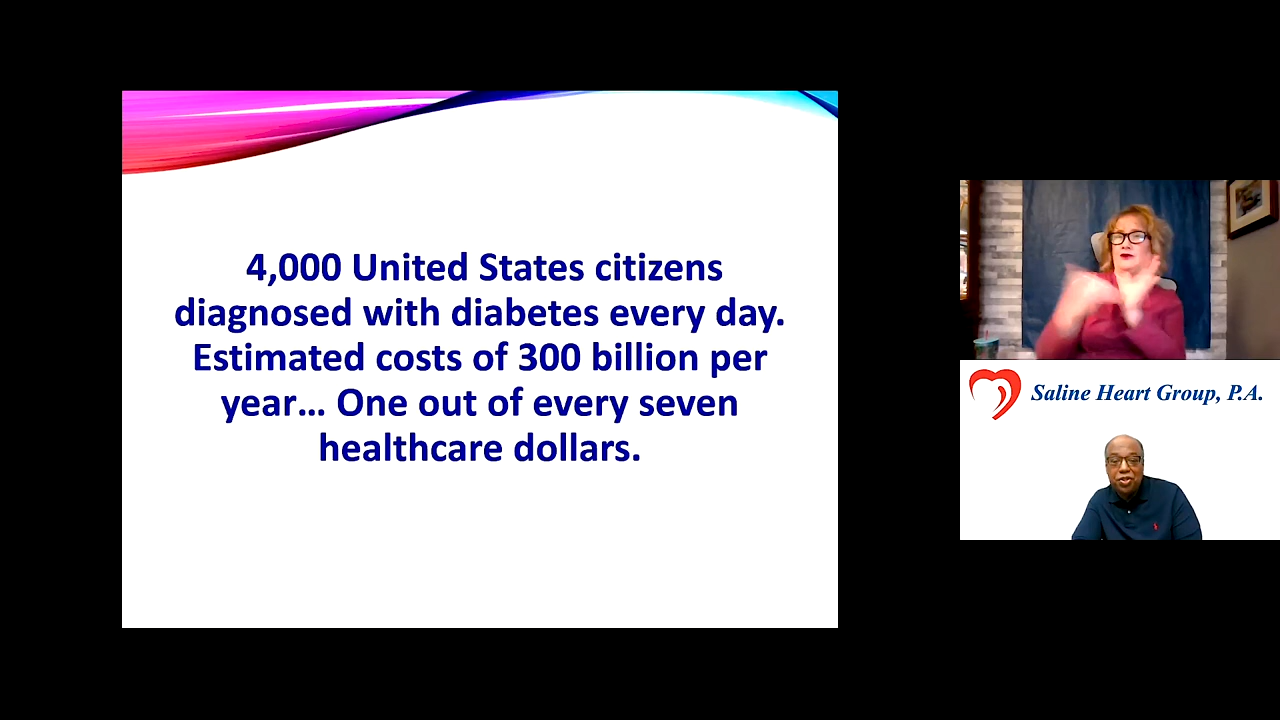 4,000 United States citizens
diagnosed with diabetes every day.
Estimated costs of 300 billion per
year... One out of every seven
healthcare dollars.
Saline Heart Group, P.A.